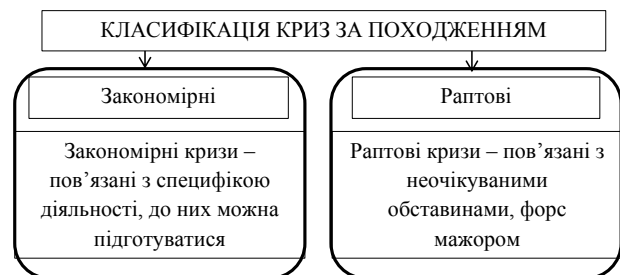 КЛАСИФІКАЦІЯ КРИЗ ЗА ПОХОДЖЕННЯМ
Закономірні
Закономірні кризи –
пов’язані з специфікою
діяльності, до них можна
підготуватися
Раптові
Раптові кризи – пов’язані з
неочікуваними
обставинами, форс
мажором